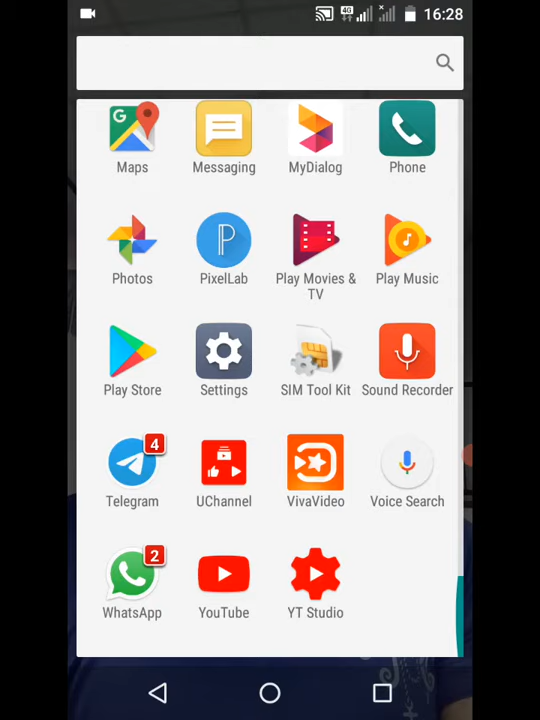 4G
x
16:28
G
Maps
Messaging
MyDialog
Phone
P
Photos
PixelLab
Play Movies &
TV
Play Music
Play Store
Settings
SIM Tool Kit
Sound Recorder
4
Telegram
UChannel
VivaVideo
Voice Search
2
WhatsApp
YouTube
YT Studio